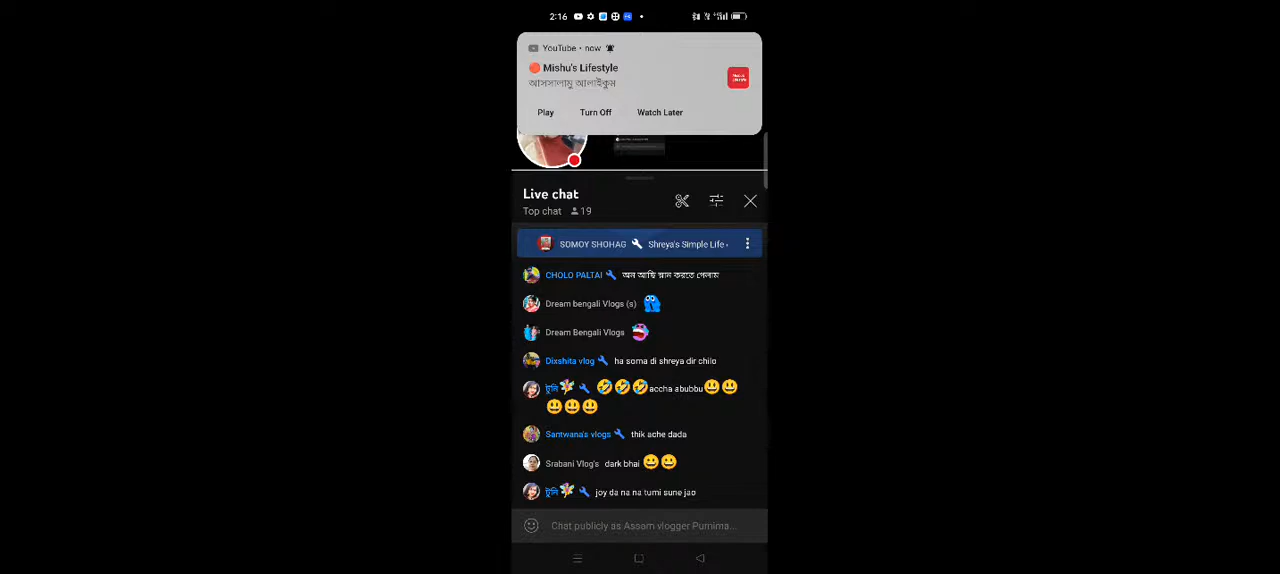 2:16
YouTube • now
Mishu's Lifestyle
আসসালামু আলাইকুম
Play Turn Off Watch Later
Live chat
Top chat 19
SOMOY SHOHAG Shreya's Simple Life
CHOLO PALTAI অন আছি স্নান করতে গেলাম
Dream bengali Vlogs (s)
Dream Bengali Vlogs
Dixshita vlog ha soma di shreya dir chilo
টুসি 🧚 🤣🤣🤣accha abubbu😃😃
😃😃😃
Santwana's vlogs thik ache dada
Srabani Vlog's dark bhai 😀😀
টুসি 🧚 joy da na na tumi sune jao
Chat publicly as Assam vlogger Purnima...